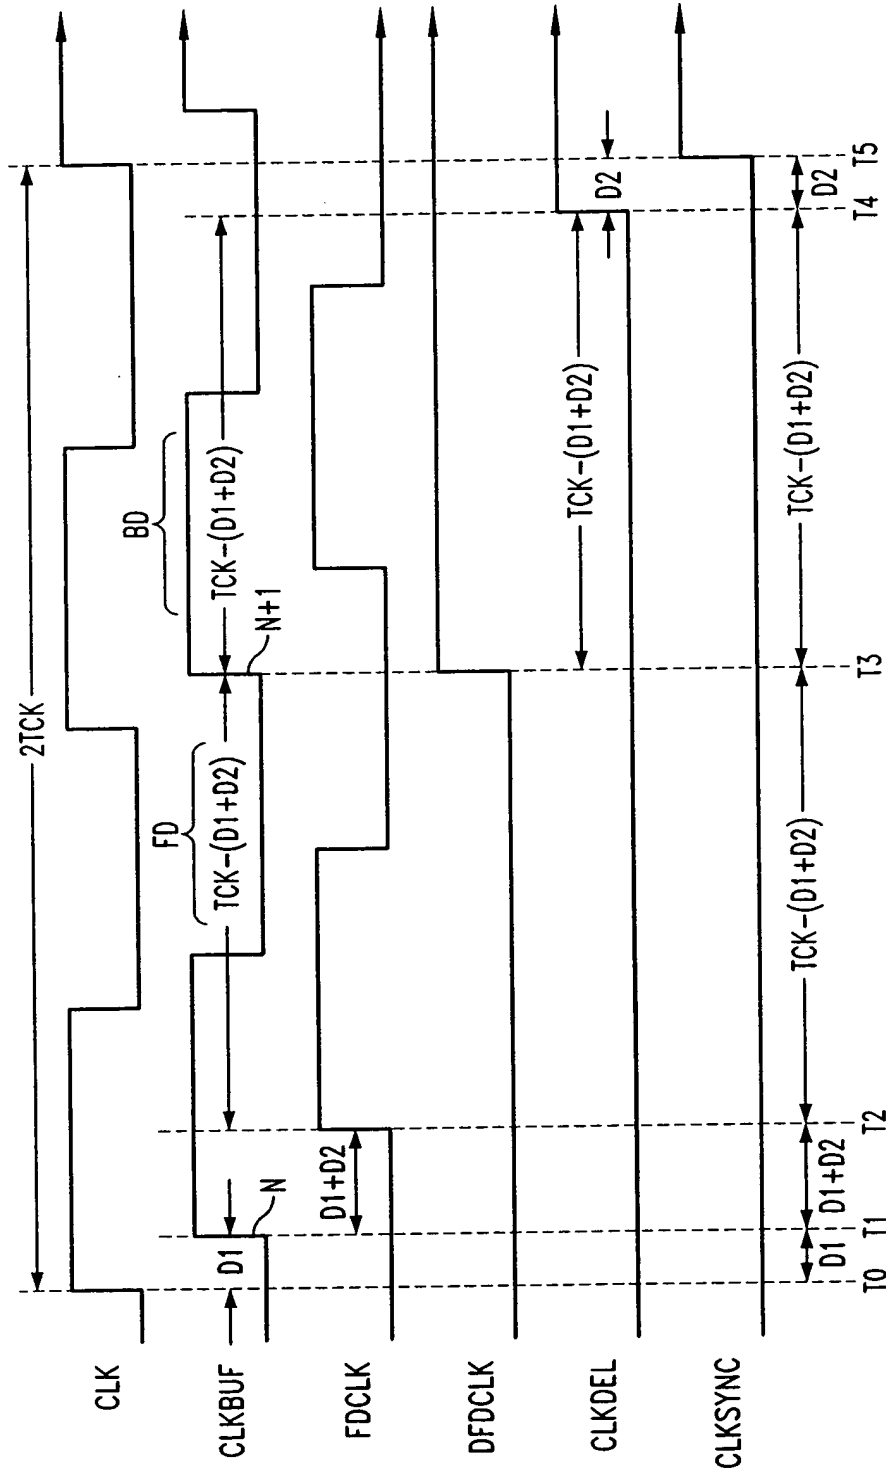 2TCK
CLK
FD
BD
CLKBUF
D1
N
TCK-(D1+D2)
N+1
TCK-(D1+D2)
FDCLK
D1+D2
DFDCLK
CLKDEL
TCK-(D1+D2)
D2
CLKSYNC
D1
D1+D2
TCK-(D1+D2)
TCK-(D1+D2)
D2
T0
T1
T2
T3
T4
T5